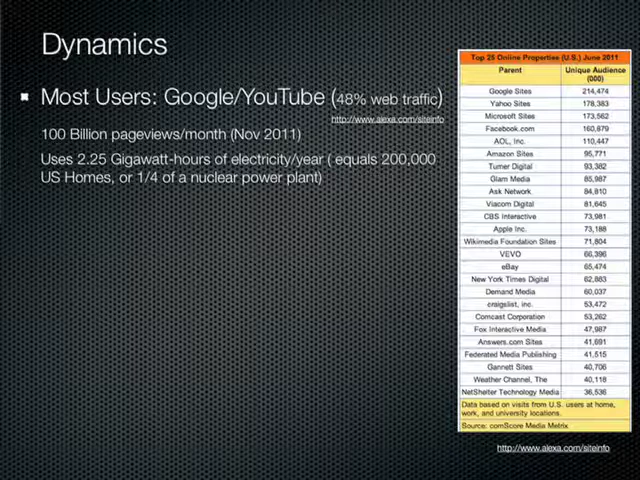 Dynamics
Most Users: Google/YouTube (48% web traffic)
http://www.alexa.com/siteinfo
100 Billion pageviews/month (Nov 2011)
Uses 2.25 Gigawatt-hours of electricity/year ( equals 200,000
US Homes, or 1/4 of a nuclear power plant)
Top 25 Online Properties (U.S.) June 2011
Parent Unique Audience (000)
Google Sites 214,474
Yahoo Sites 178,383
Microsoft Sites 173,562
Facebook.com 160,879
AOL, Inc. 110,447
Amazon Sites 95,771
Turner Digital 93,382
Glam Media 85,987
Ask Network 84,810
Viacom Digital 81,645
CBS Interactive 73,981
Apple Inc. 73,188
Wikimedia Foundation Sites 71,804
VEVO 66,396
eBay 65,474
New York Times Digital 62,883
Demand Media 60,037
craigslist, inc. 53,472
Comcast Corporation 53,262
Fox Interactive Media 47,987
Answers.com Sites 41,691
Federated Media Publishing 41,515
Gannett Sites 40,706
Weather Channel, The 40,118
NetShelter Technology Media 36,536
Data based on visits from U.S. users at home,
work, and university locations.
Source: comScore Media Metrix
http://www.alexa.com/siteinfo